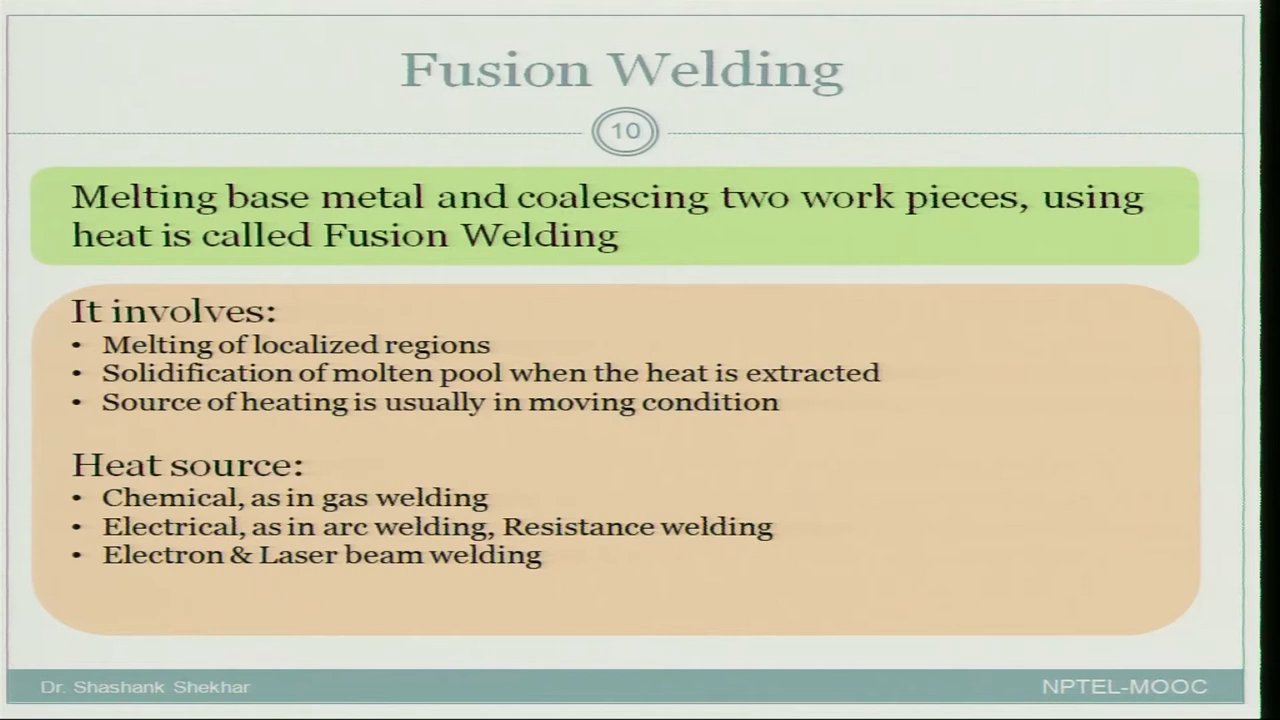 Fusion Welding
10
Melting base metal and coalescing two work pieces, using
heat is called Fusion Welding
It involves:
• Melting of localized regions
• Solidification of molten pool when the heat is extracted
• Source of heating is usually in moving condition
Heat source:
• Chemical, as in gas welding
• Electrical, as in arc welding, Resistance welding
• Electron & Laser beam welding
Dr. Shashank Shekhar
NPTEL-MOOC